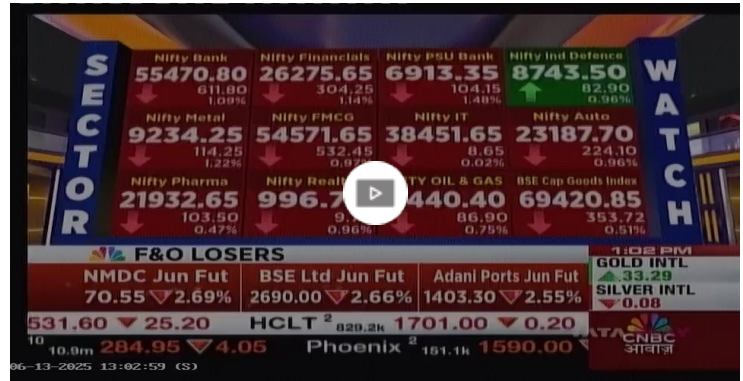 SECTOR
WATCH
Nifty Bank Nifty Financials Nifty PSU Bank Nifty Ind Defence
55470.80 26275.65 6913.35 8743.50
611.80 304.25 104.15 82.90
1.09% 1.14% 1.48% 0.96%
Nifty Metal Nifty FMCG Nifty IT Nifty Auto
9234.25 54571.65 38451.65 23187.70
114.25 532.45 8.65 224.10
1.22% 0.97% 0.02% 0.96%
Nifty Pharma Nifty OIL & GAS BSE Cap Goods Index
21932.65 69420.85
103.50 86.90 353.72
0.47% 0.96% 0.75% 0.51%
F&O LOSERS
1:02 PM
NMDC Jun Fut BSE Ltd Jun Fut Adani Ports Jun Fut
70.55 ▼ 2.69% 2690.00 ▼ 2.66% 1403.30 ▼ 2.55%
GOLD INTL
▲ 33.29
SILVER INTL
▼ 0.08
531.60 ▼ 25.20 HCLT 2 829.2k 1701.00 ▼ 0.20
10 10.9m 284.95 ▼ 4.05 Phoenix 2 151.1k 1590.00
CNBC
आवाज़
06-13-2025 13:02:59 (S)